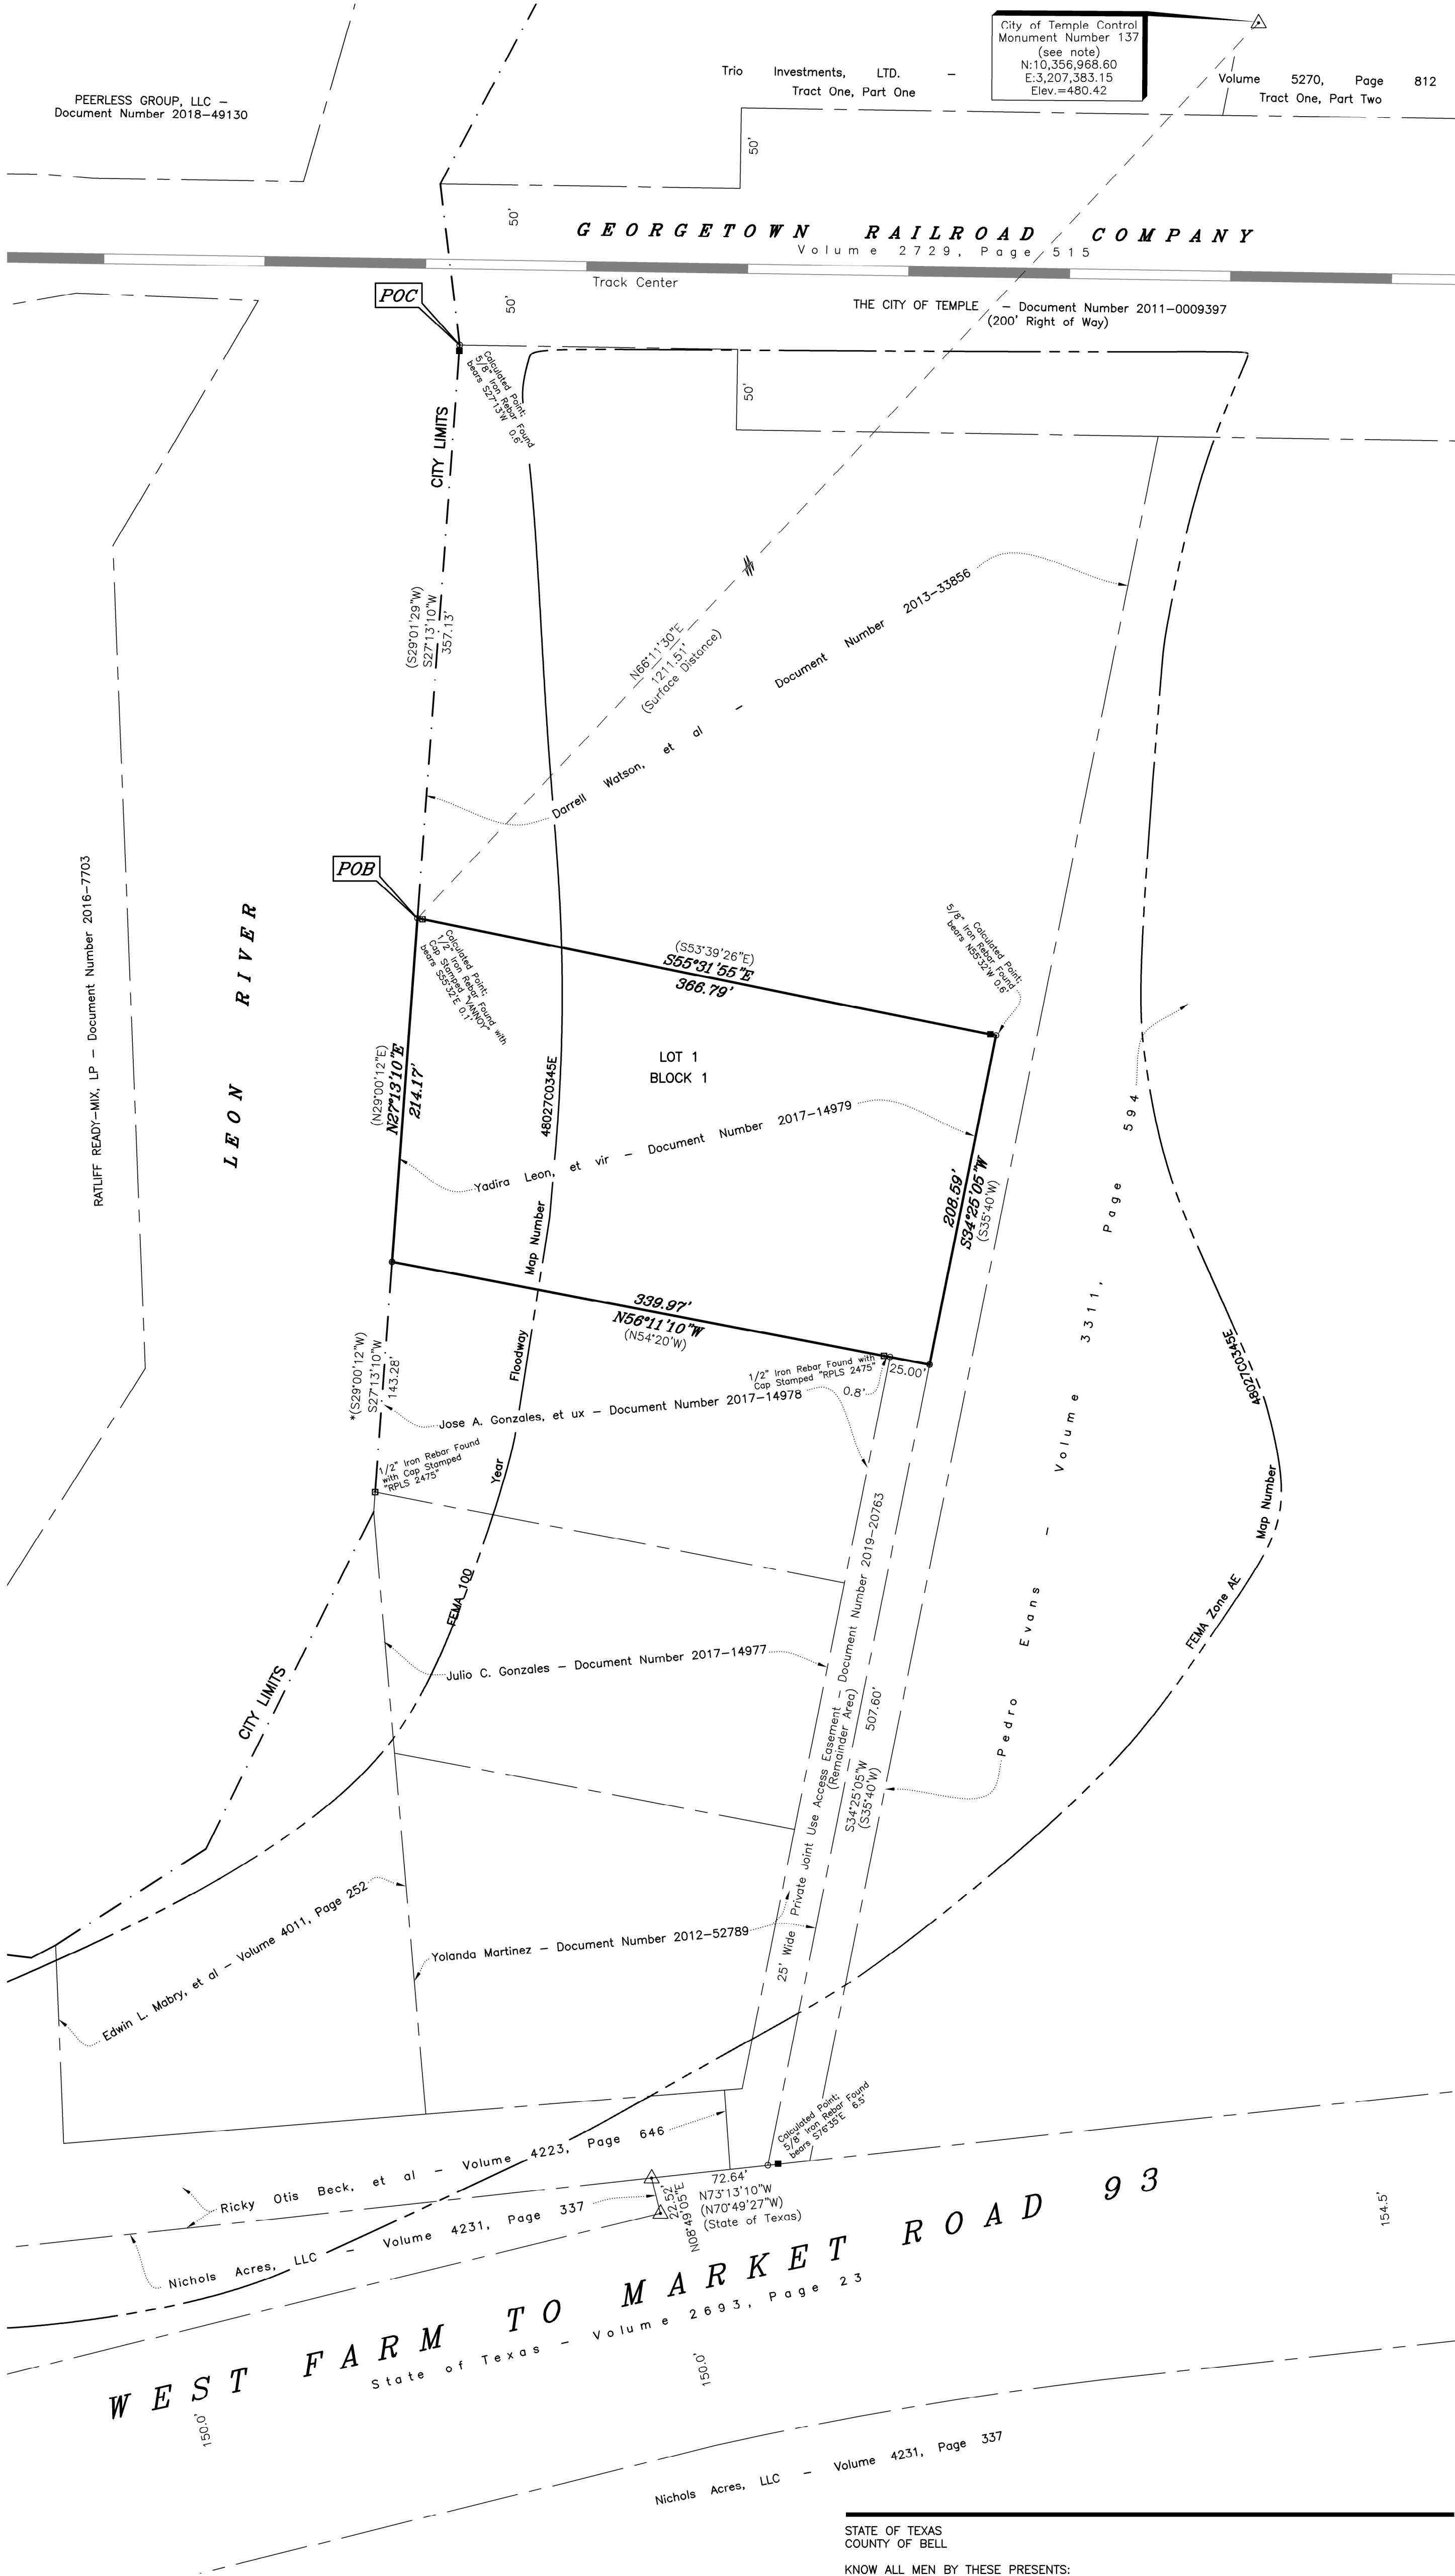 City of Temple Control
Monument Number 137
(see note)
N:10,356,968.60
E:3,207,383.15
Elev.=480.42
Trio Investments, LTD. –
Tract One, Part One
Volume 5270, Page 812
Tract One, Part Two
PEERLESS GROUP, LLC –
Document Number 2018-49130
50'
50'
GEORGETOWN RAILROAD COMPANY
Volume 2729, Page 515
Track Center
POC
50'
THE CITY OF TEMPLE – Document Number 2011-0009397
(200' Right of Way)
Calculated Point;
5/8" Iron Rebar Found
bears S27°13'W 0.6'
50'
CITY LIMITS
(S29°01'29"W)
S27°13'10"W
357.13'
N66°11'30"E
1211.51'
(Surface Distance)
Darrell Watson, et al – Document Number 2013-33856
RATLIFF READY-MIX, LP – Document Number 2016-7703
LEON RIVER
POB
Calculated Point;
1/2" Iron Rebar Found with
Cap Stamped "VANNOY"
bears S55°32'E 0.1'
(S53°39'26"E)
S55°31'55"E
366.79'
Calculated Point;
5/8" Iron Rebar Found
bears N55°32'W 0.6'
LOT 1
BLOCK 1
(N29°00'12"E)
N27°13'10"E
214.17'
48027C0345E
Yadira Leon, et vir – Document Number 2017-14979
208.59'
S34°25'05"W
(S35°40'W)
Map Number
339.97'
N56°11'10"W
(N54°20'W)
Floodway
*(S29°00'12"W)
S27°13'10"W
143.28'
1/2" Iron Rebar Found with
Cap Stamped "RPLS 2475"
25.00'
0.8'
Jose A. Gonzales, et ux – Document Number 2017-14978
1/2" Iron Rebar Found
with Cap Stamped
"RPLS 2475"
Year
FEMA 100
Pedro Evans – Volume 3311, Page 594
48027C0345E
Map Number
FEMA Zone AE
Julio C. Gonzales – Document Number 2017-14977
CITY LIMITS
25' Wide Private Joint Use Access Easement – Document Number 2019-20763
(Remainder Area)
507.60'
S34°25'05"W
(S35°40'W)
Edwin L. Mabry, et al – Volume 4011, Page 252
Yolanda Martinez – Document Number 2012-52789
Calculated Point;
5/8" Iron Rebar Found
bears S76°35'E 6.5'
Ricky Otis Beck, et al – Volume 4223, Page 646
72.64'
N73°13'10"W
(N70°49'27"W)
(State of Texas)
22.52'
N08°49'05"E
Nichols Acres, LLC – Volume 4231, Page 337
WEST FARM TO MARKET ROAD 93
State of Texas – Volume 2693, Page 23
150.0'
150.0'
154.5'
Nichols Acres, LLC – Volume 4231, Page 337
STATE OF TEXAS
COUNTY OF BELL
KNOW ALL MEN BY THESE PRESENTS: